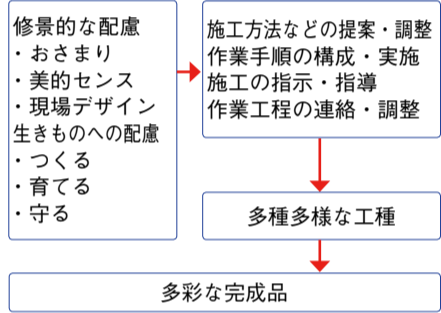 修景的な配慮
・おさまり
・美的センス
・現場デザイン
生きものへの配慮
・つくる
・育てる
・守る
施工方法などの提案・調整
作業手順の構成・実施
施工の指示・指導
作業工程の連絡・調整
多種多様な工種
多彩な完成品